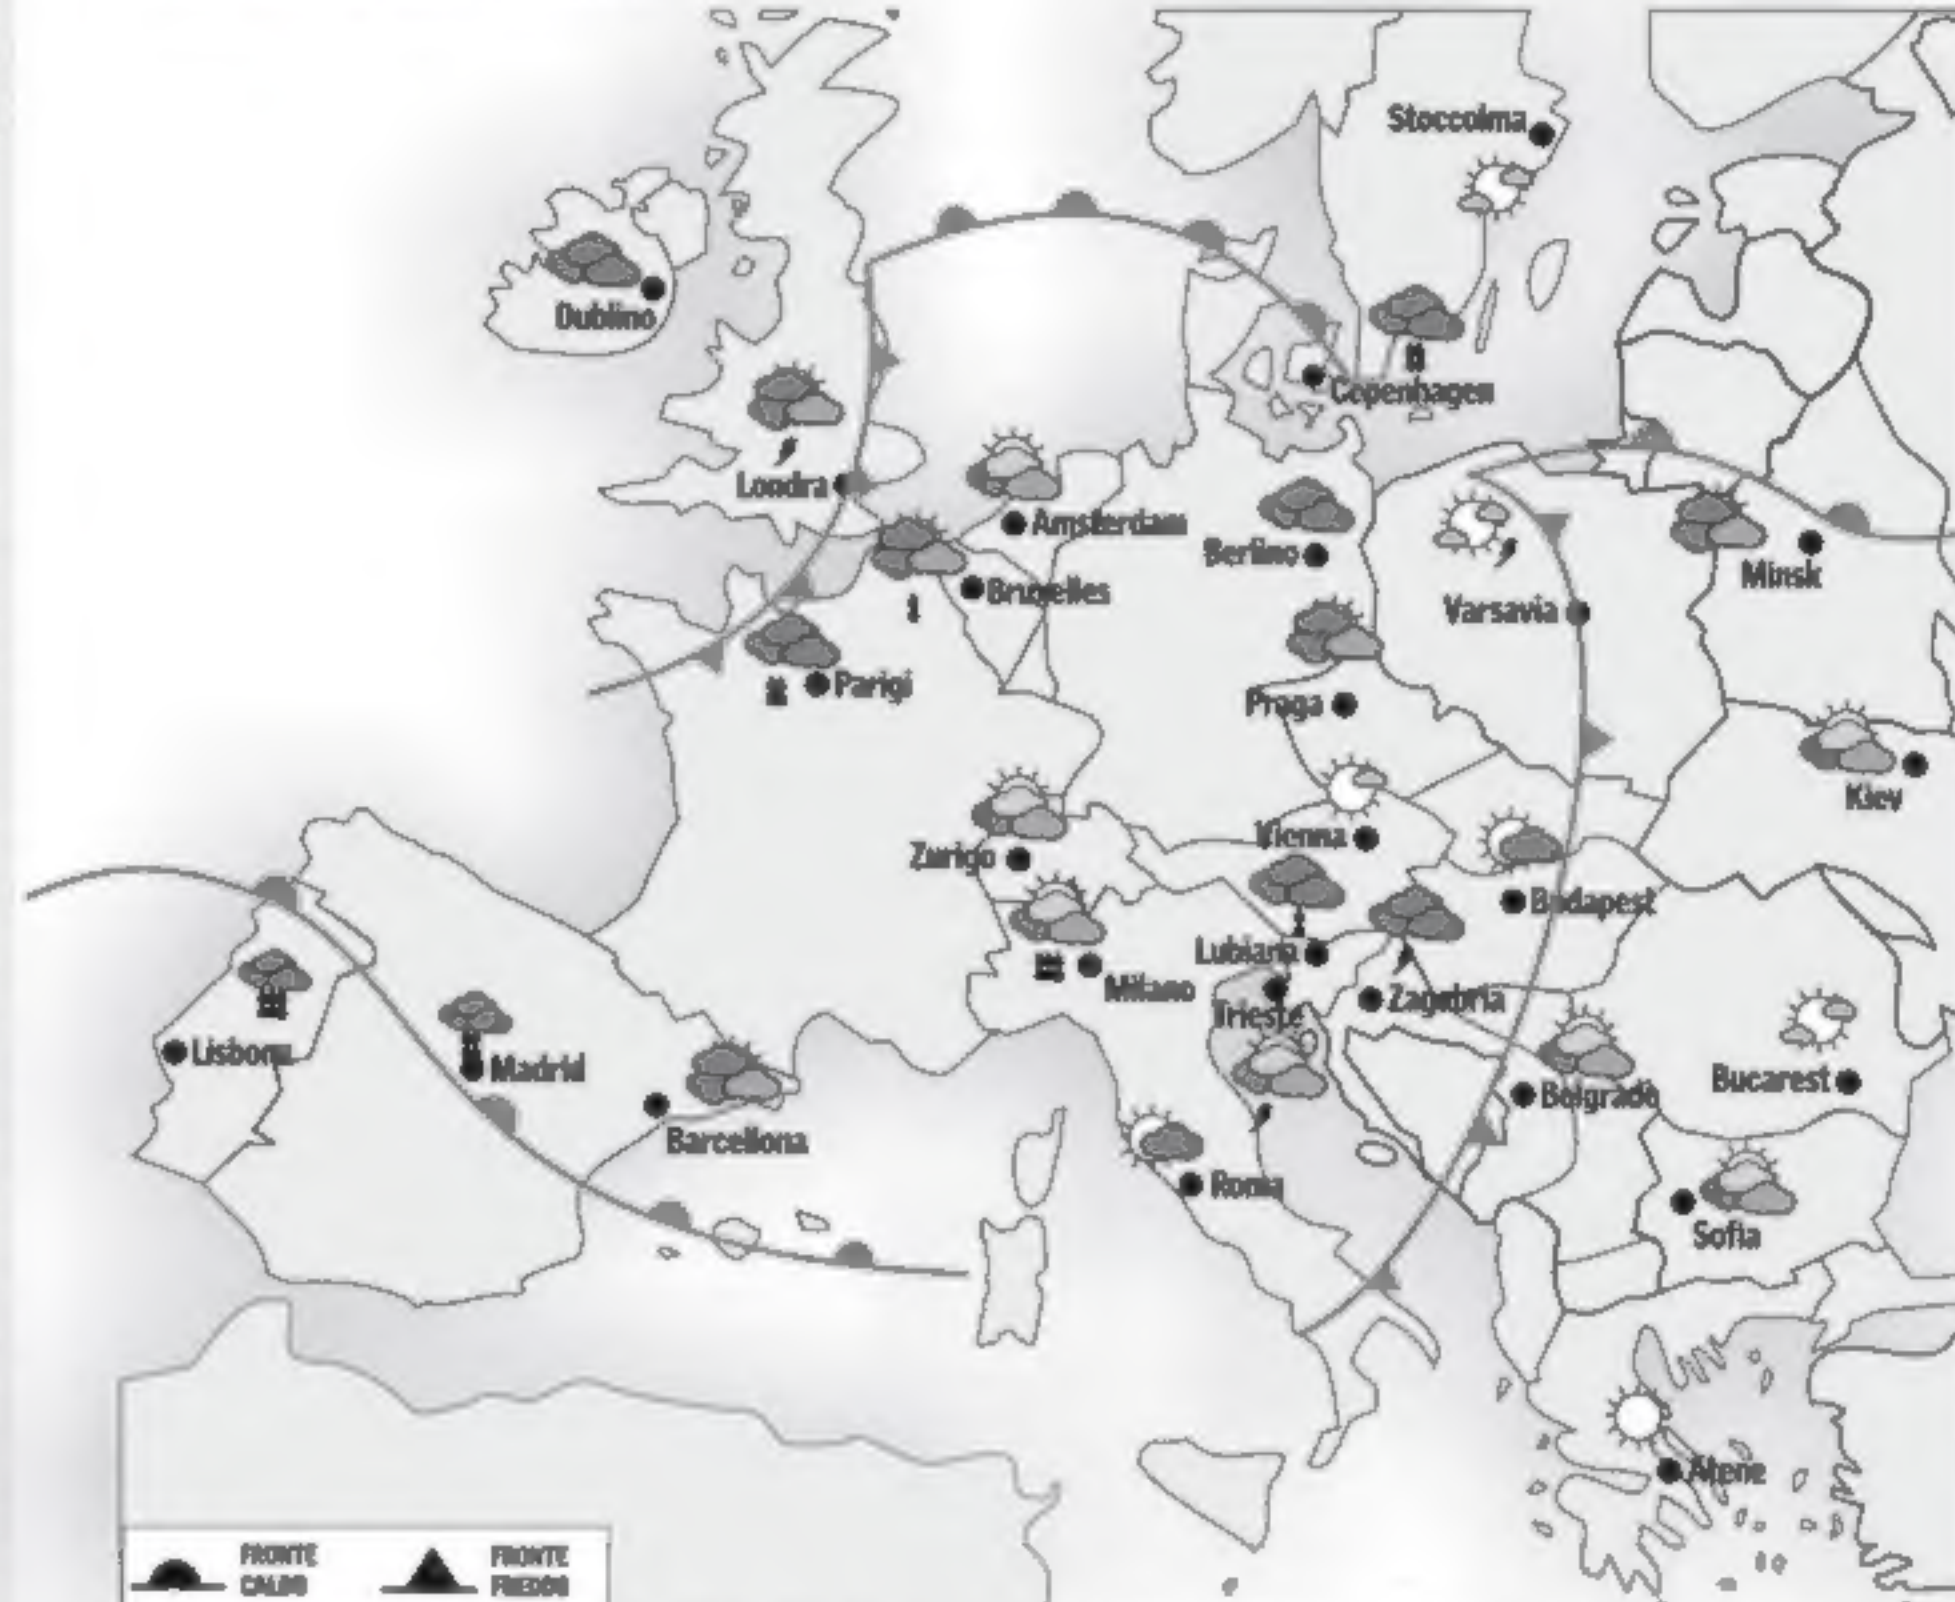 Stoccolma
Dublino
Copenhagen
Londra
Amsterdam
Berlino
Bruxelles
Minsk
Varsavia
Parigi
Praga
Kiev
Vienna
Zurigo
Budapest
Lubiana
Milano
Zagabria
Trieste
Lisbona
Madrid
Bucarest
Belgrado
Barcellona
Roma
Sofia
Atene
FRONTE
CALDO
FRONTE
FREDDO